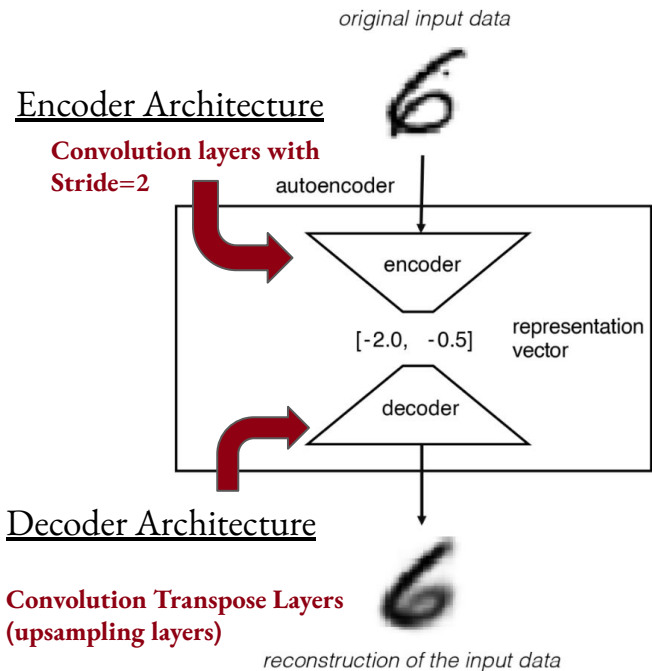 original input data
Encoder Architecture
Convolution layers with
Stride=2
autoencoder
encoder
[-2.0, -0.5]
representation
vector
decoder
Decoder Architecture
Convolution Transpose Layers
(upsampling layers)
reconstruction of the input data